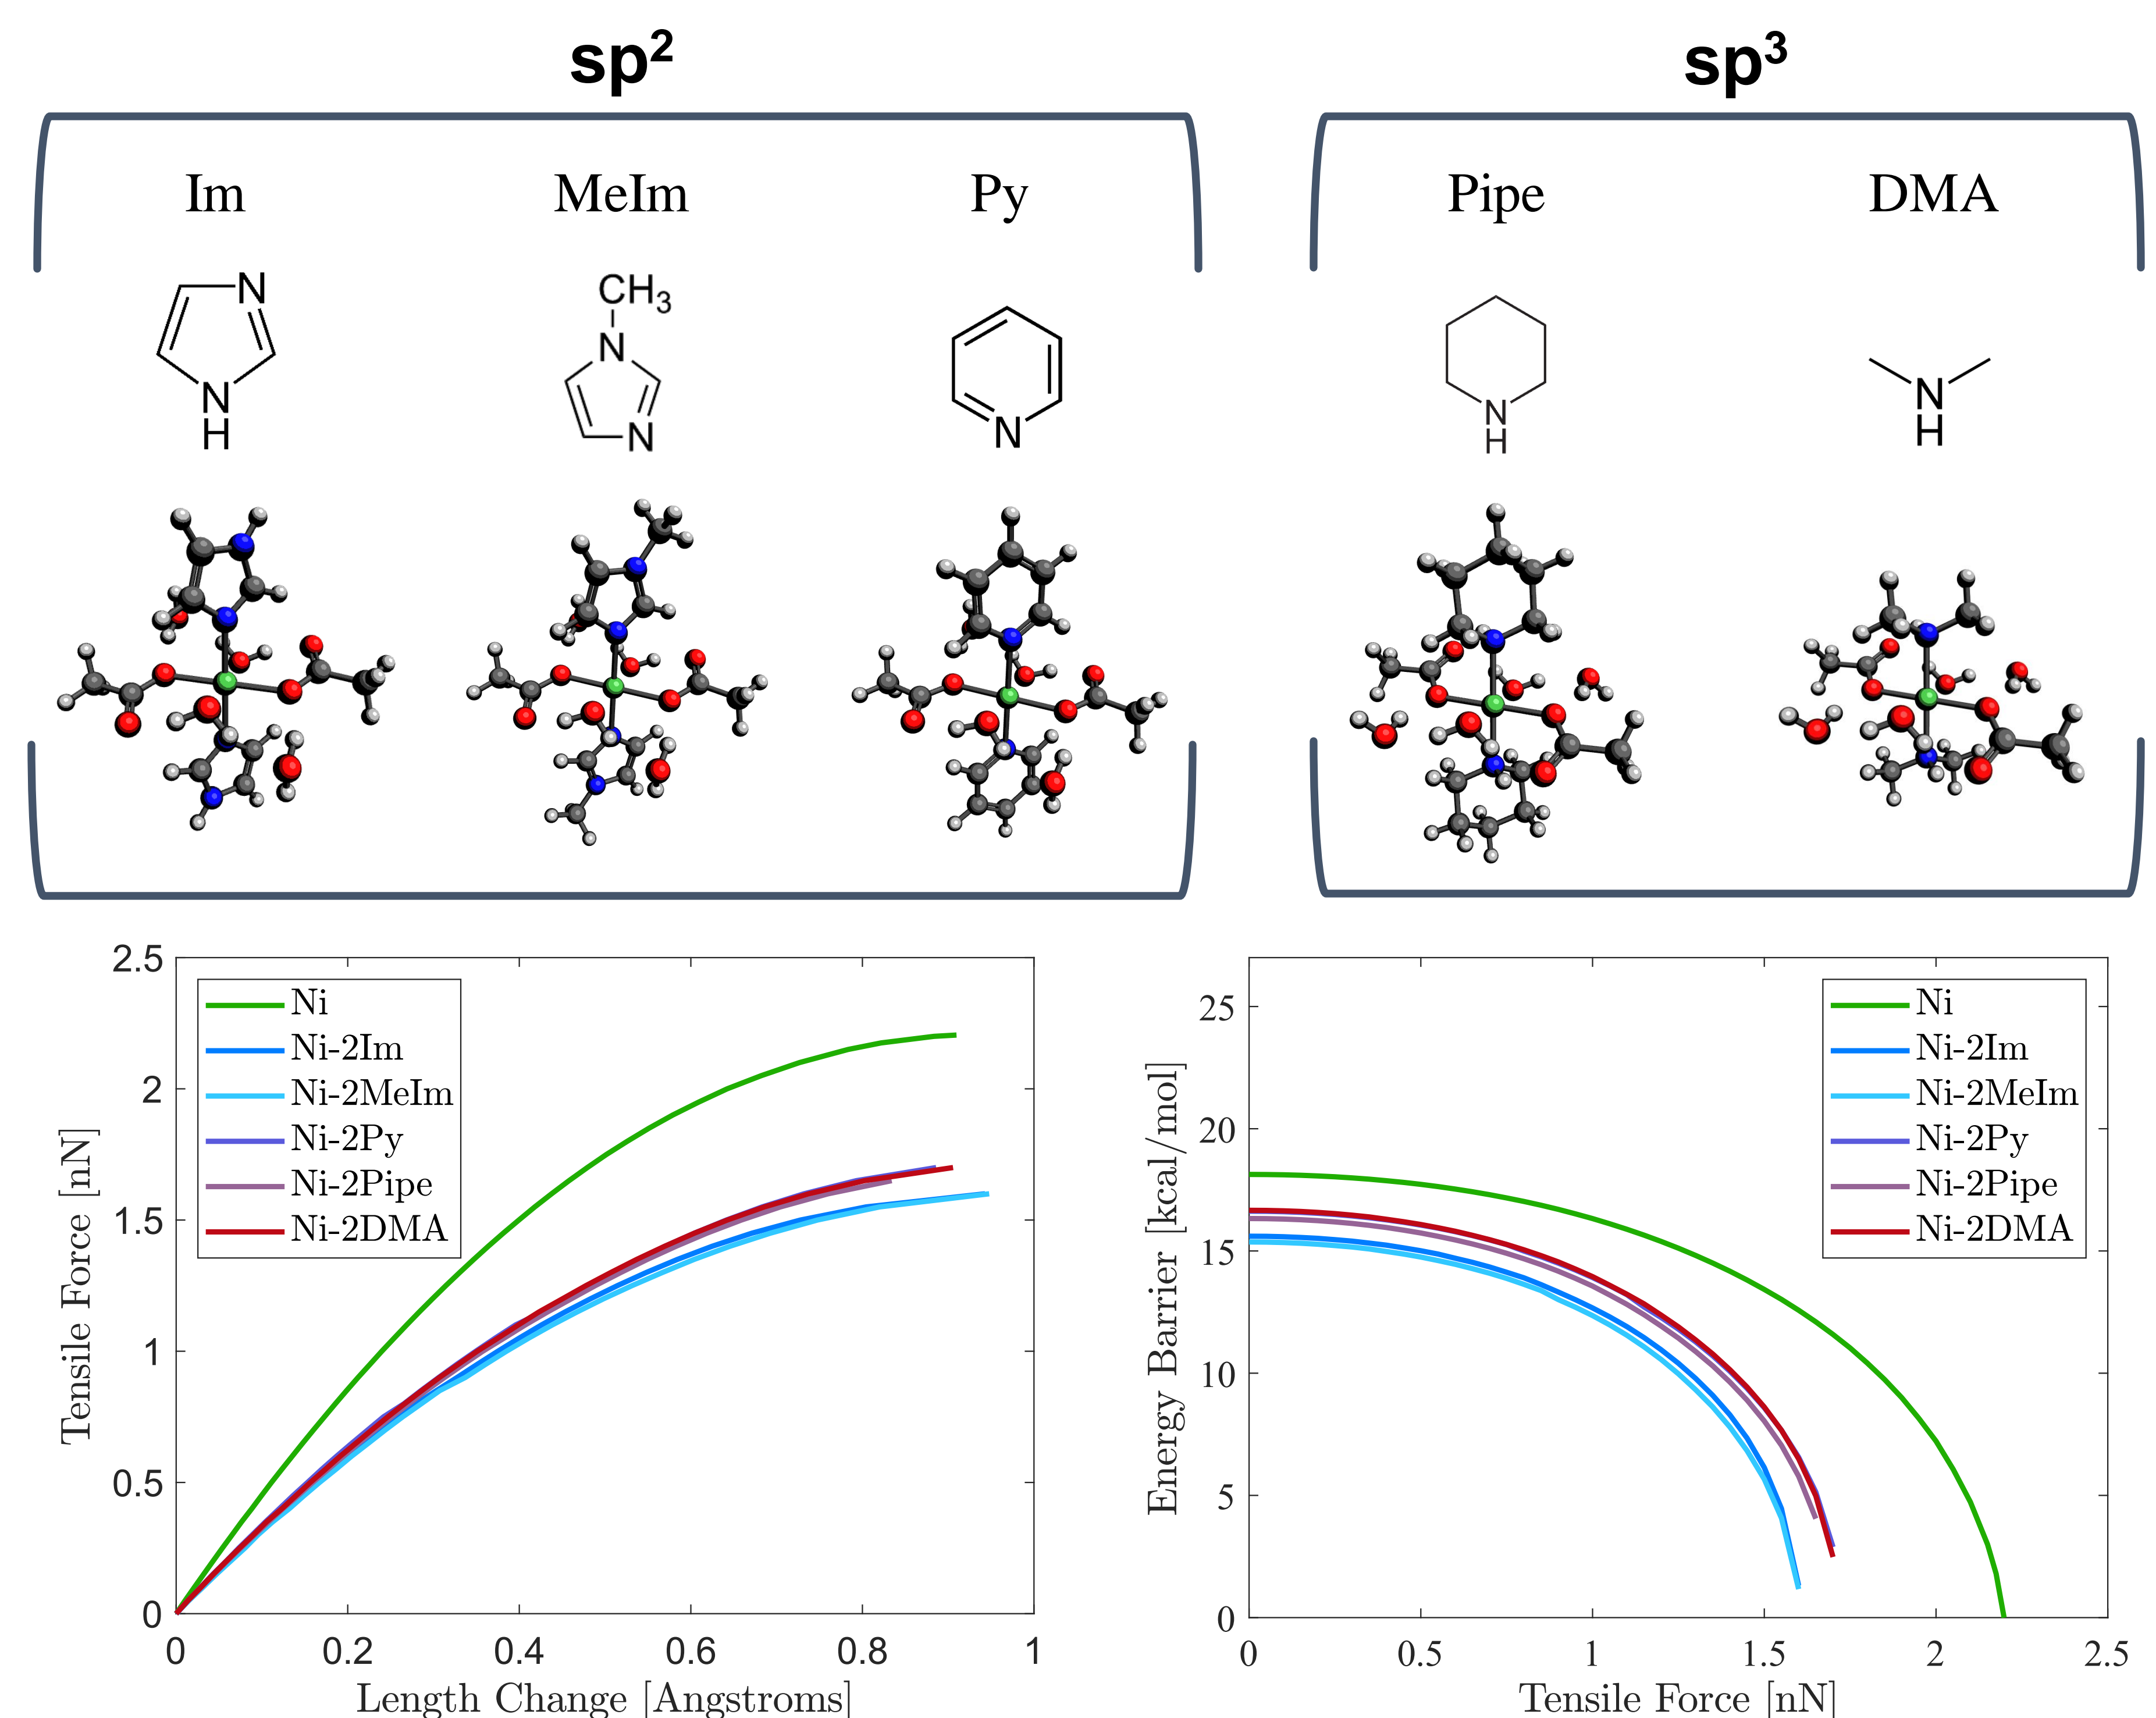 sp² sp³
Im MeIm Py Pipe DMA
N
N
H
CH₃
N
N
N
N
H
N
H
2.5
2
1.5
1
0.5
0
Tensile Force [nN]
Ni
Ni-2Im
Ni-2MeIm
Ni-2Py
Ni-2Pipe
Ni-2DMA
0 0.2 0.4 0.6 0.8 1
Length Change [Angstroms]
25
20
15
10
5
0
Energy Barrier [kcal/mol]
Ni
Ni-2Im
Ni-2MeIm
Ni-2Py
Ni-2Pipe
Ni-2DMA
0 0.5 1 1.5 2 2.5
Tensile Force [nN]